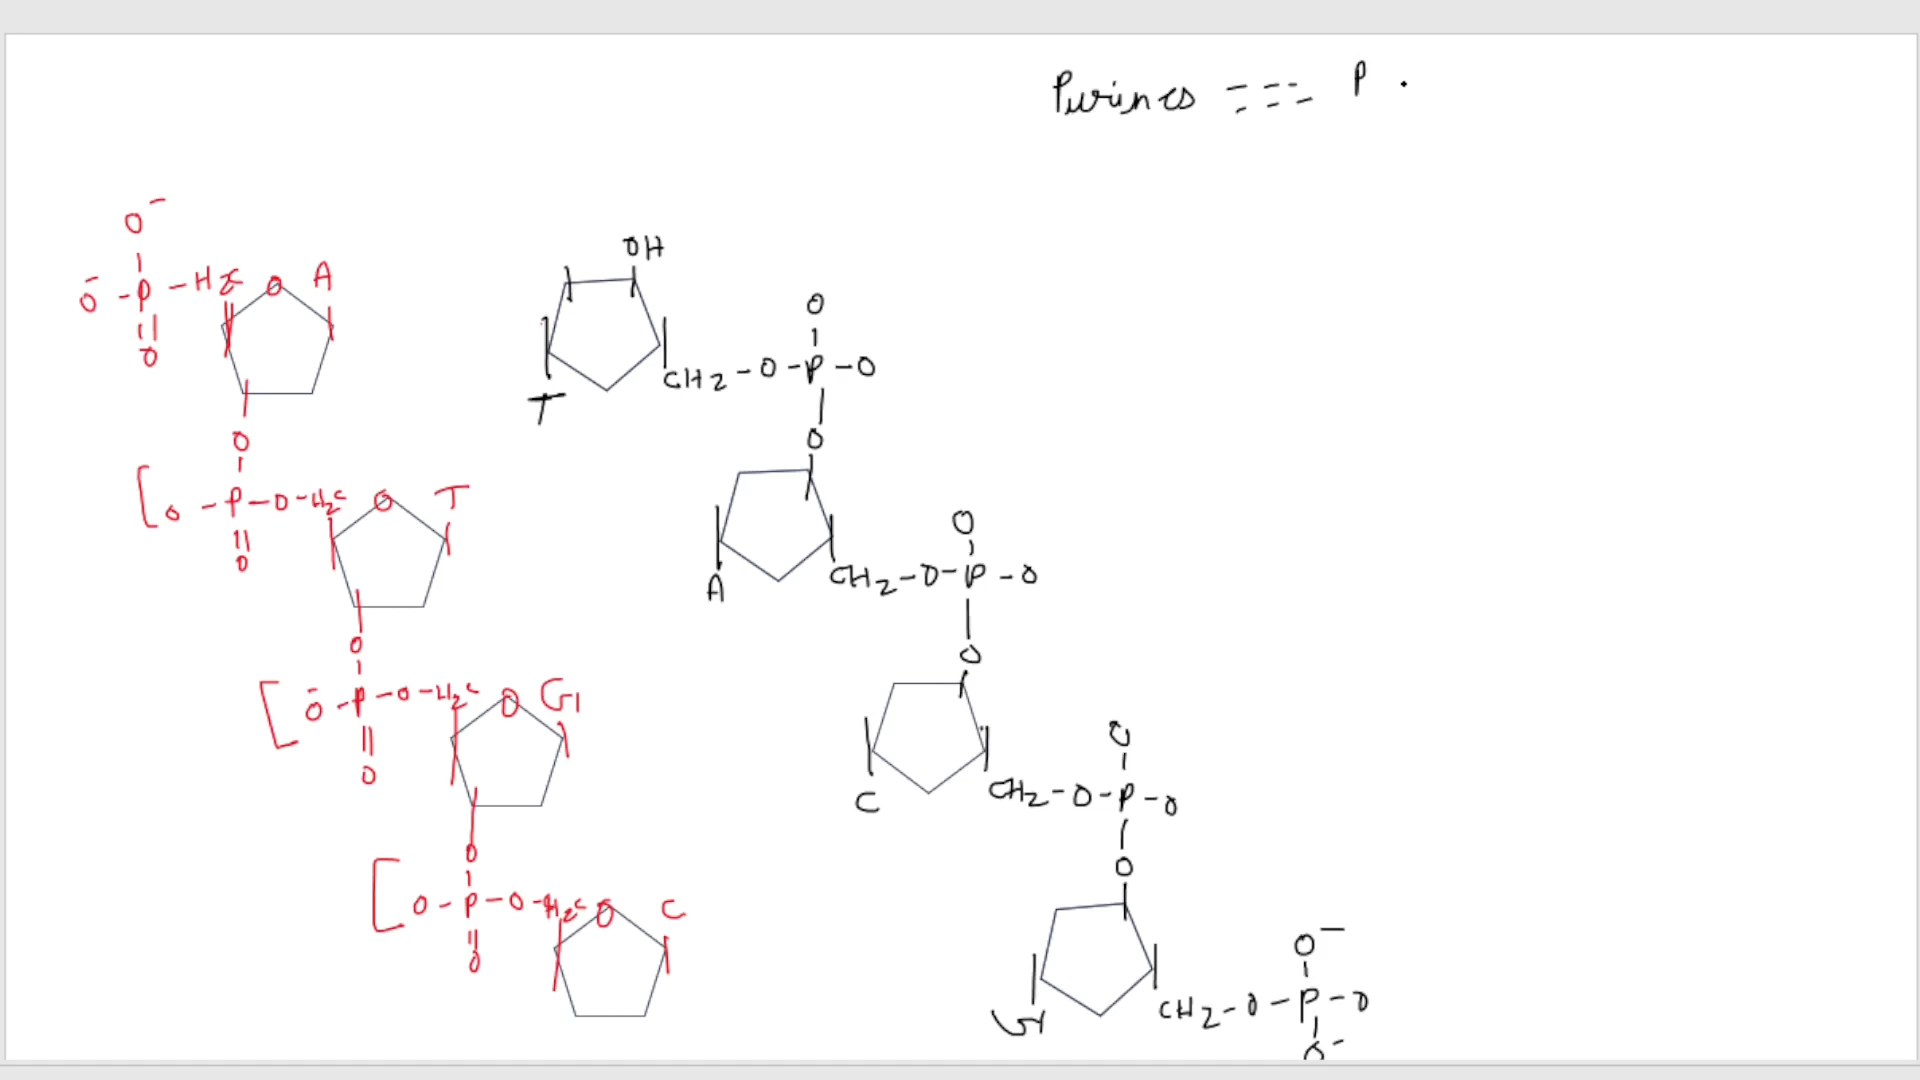 Purines --- P .
O⁻
O⁻ - P - H₂C O A
O
O
O - P - O - H₂C O T
O
O
O⁻ - P - O - H₂C O G
O
O
O - P - O - H₂C O C
O
OH
O
T CH₂ - O - P - O
O
O
A CH₂ - O - P - O
O
O
C CH₂ - O - P - O
O
O⁻
G CH₂ - O - P - O
O⁻